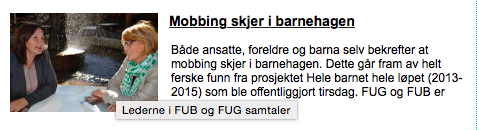 Mobbing skjer i barnehagen
Både ansatte, foreldre og barna selv bekrefter at
mobbing skjer i barnehagen. Dette går fram av helt
ferske funn fra prosjektet Hele barnet hele løpet (2013-
2015) som ble offentliggjort tirsdag. FUG og FUB er
Lederne i FUB og FUG samtaler